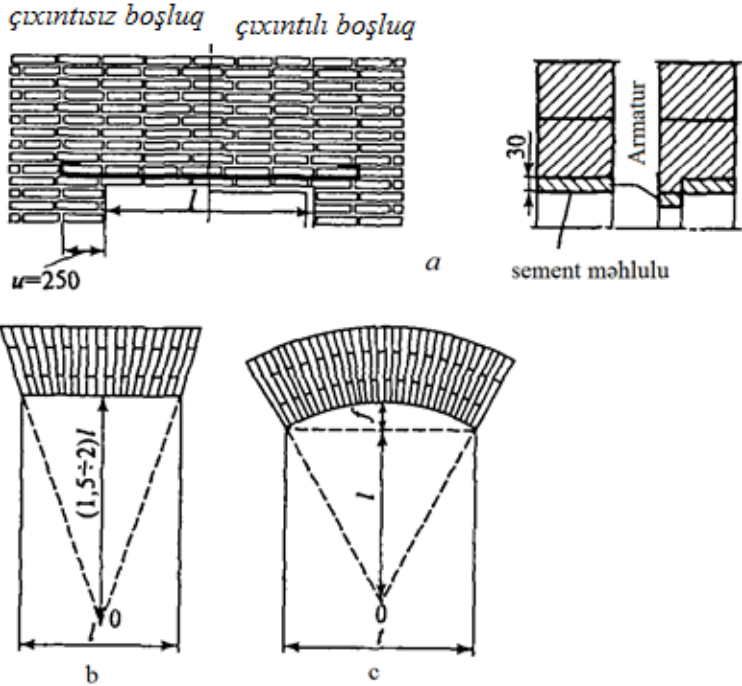 çıxıntısız boşluq
çıxıntılı boşluq
30
Armatur
l
u=250
a
sement məhlulu
(1,5÷2)l
f
l
0
0
l
t
b
c